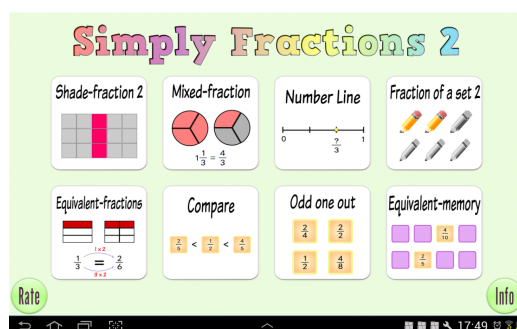 Simply Fractions 2
Shade-fraction 2
Mixed-fraction
1 1/3 = 4/3
Number Line
0 ?/3 1
Fraction of a set 2
Equivalent-fractions
1 x 2
1/3 = 2/6
3 x 2
Compare
2/5 < 1/2 < 4/5
Odd one out
2/4 2/2
1/2 4/8
Equivalent-memory
4/10
2/5
Rate
Info
17:49